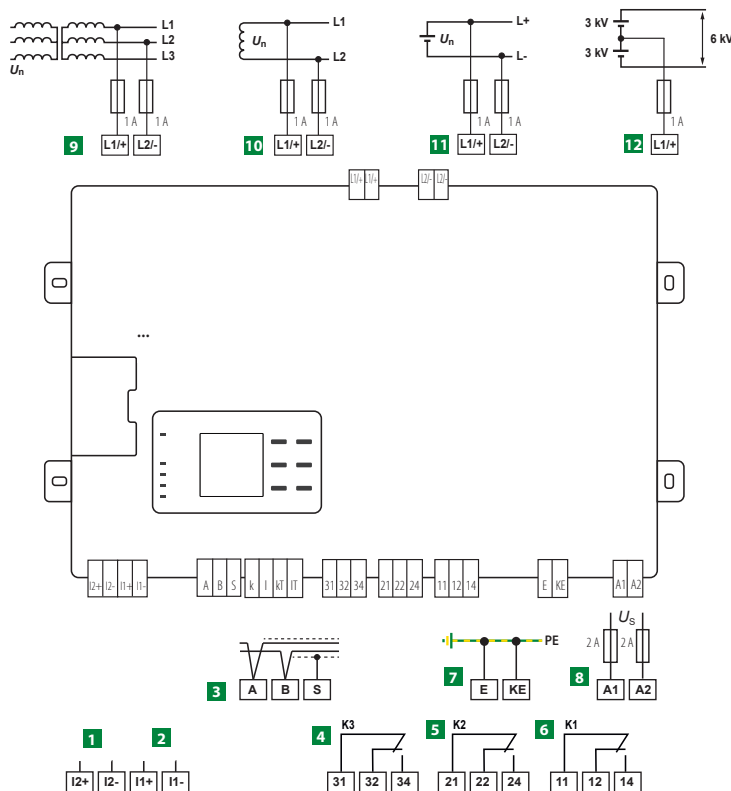 L1
L2
L3
Un
1 A
1 A
9
L1/+
L2/-
L1
Un
L2
1 A
1 A
10
L1/+
L2/-
L+
Un
L-
1 A
1 A
11
L1/+
L2/-
3 kV
3 kV
6 kV
1 A
12
L1/+
L1/+ L1/+
L2/- L2/-
...
I2+ I2- I1+ I1-
A B S
k l kT lT
31 32 34
21 22 24
11 12 14
E KE
A1 A2
3
A B S
PE
7
E KE
US
2 A
2 A
8
A1 A2
1
2
I2+ I2- I1+ I1-
4
K3
31 32 34
5
K2
21 22 24
6
K1
11 12 14